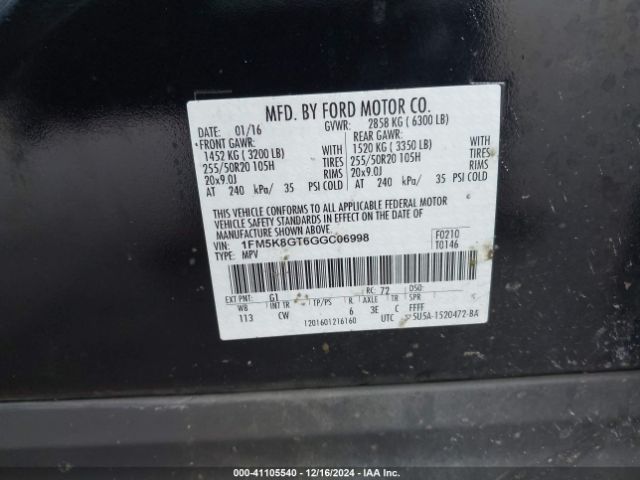 MFD. BY FORD MOTOR CO.
DATE: 01/16 GVWR: 2858 KG ( 6300 LB)
FRONT GAWR: REAR GAWR:
1452 KG ( 3200 LB) WITH 1520 KG ( 3350 LB) WITH
255/50R20 105H TIRES 255/50R20 105H TIRES
20x9.0J RIMS 20x9.0J RIMS
AT 240 kPa/ 35 PSI COLD AT 240 kPa/ 35 PSI COLD
THIS VEHICLE CONFORMS TO ALL APPLICABLE FEDERAL MOTOR
VEHICLE SAFETY STANDARDS IN EFFECT ON THE DATE OF
MANUFACTURE SHOWN ABOVE.
VIN: 1FM5K8GT6GGC06998 F0210
TYPE: MPV T0146
EXT PNT: G1 RC: 72 DSO:
WB INT TR TP/PS R AXLE TR SPR
113 CW 6 3E C FFFF
1201601216160 UTC 5U5A-1520472-BA
000-41105540 - 12/16/2024 - IAA Inc.